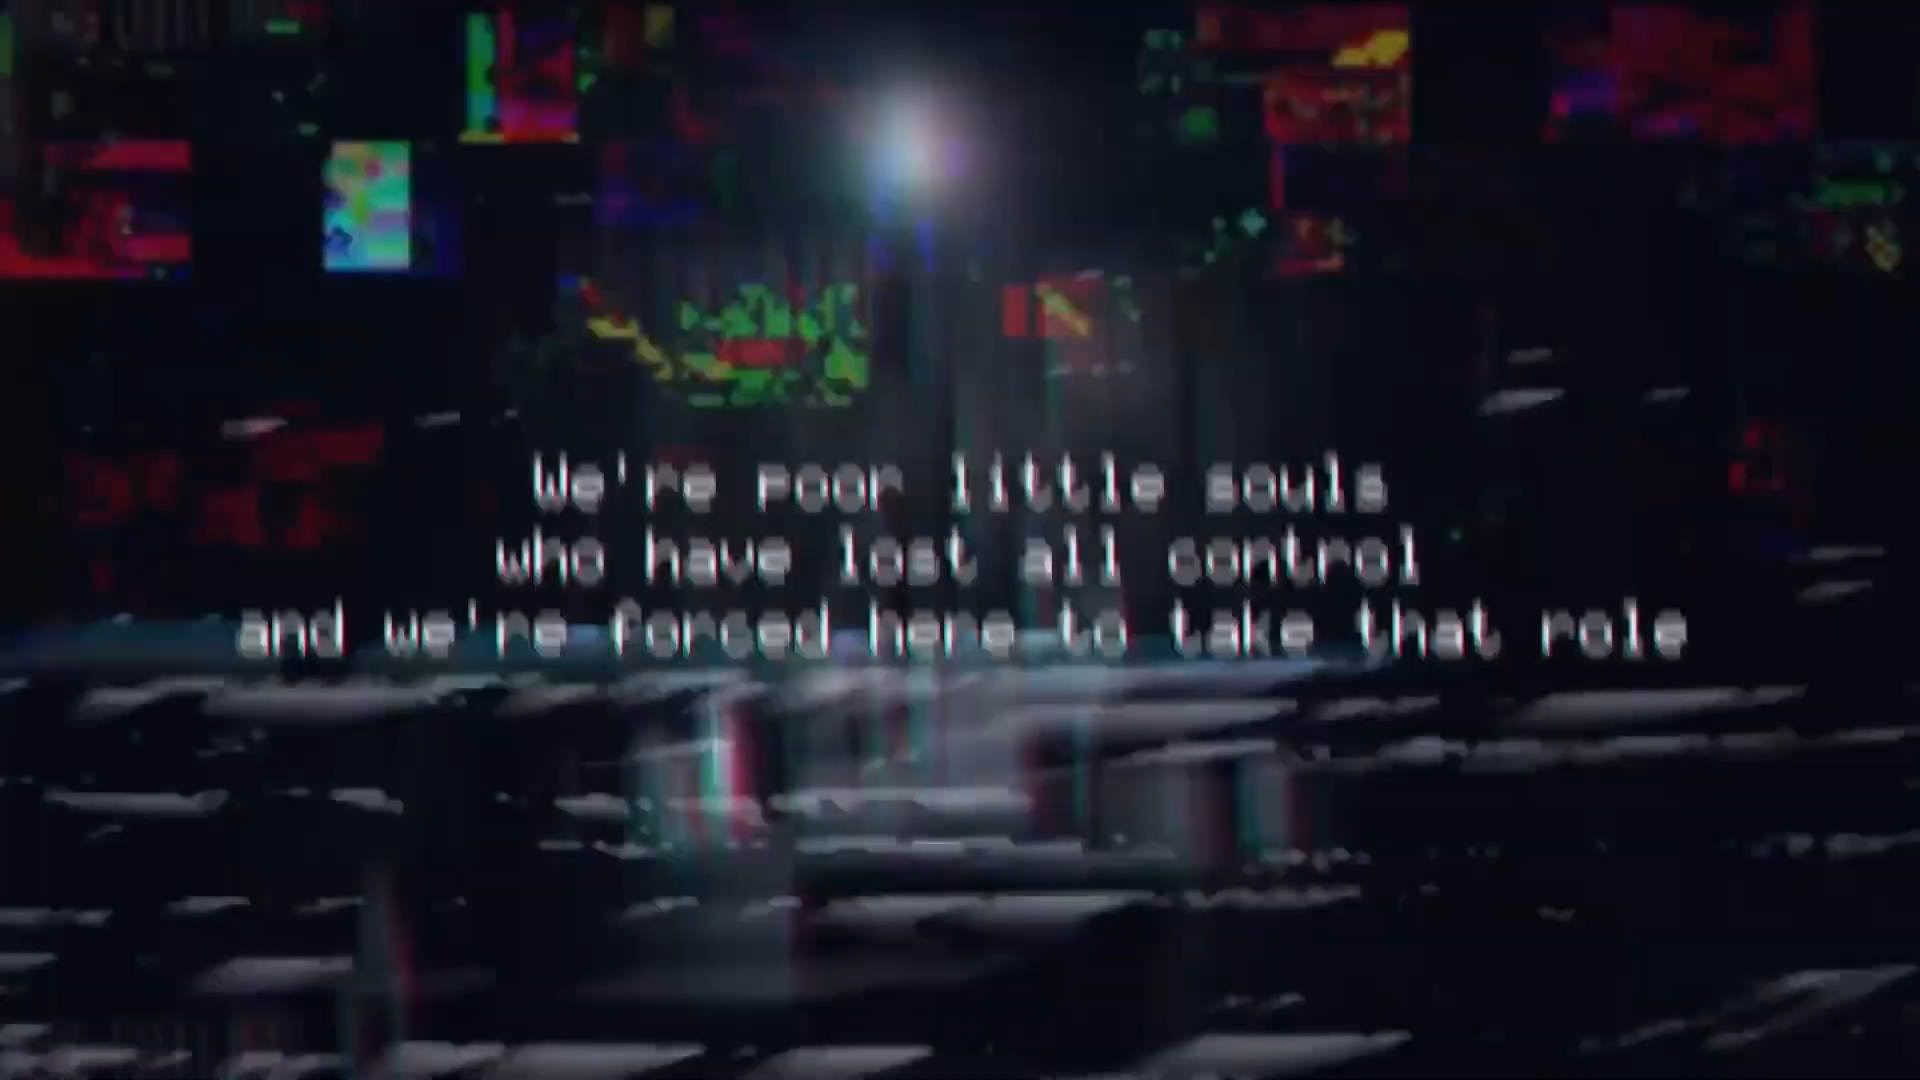 We're poor little souls
who have lost all control
and we're forced here to take that role